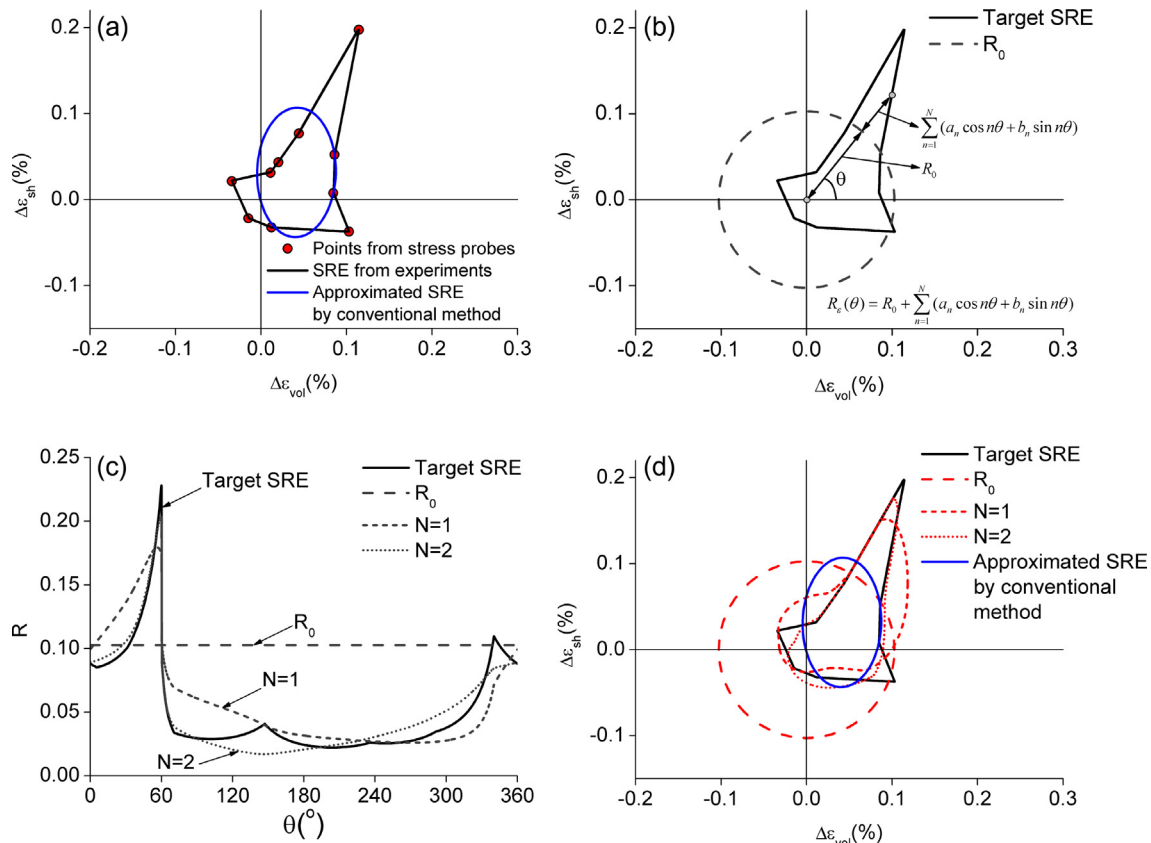 (a)
0.2
0.1
0.0
-0.1
Δε_sh(%)
Points from stress probes
SRE from experiments
Approximated SRE
by conventional method
-0.2 -0.1 0.0 0.1 0.2 0.3
Δε_vol(%)
(b)
Target SRE
R_0
0.2
0.1
0.0
-0.1
Δε_sh(%)
∑_{n=1}^{N}(a_n cos nθ + b_n sin nθ)
R_0
θ
R_ε(θ) = R_0 + ∑_{n=1}^{N}(a_n cos nθ + b_n sin nθ)
-0.2 -0.1 0.0 0.1 0.2 0.3
Δε_vol(%)
(c)
0.25
0.20
0.15
0.10
0.05
0.00
R
Target SRE
Target SRE
R_0
N=1
N=2
R_0
N=1
N=2
0 60 120 180 240 300 360
θ(°)
(d)
0.2
0.1
0.0
-0.1
Δε_sh(%)
Target SRE
R_0
N=1
N=2
Approximated SRE
by conventional
method
-0.2 -0.1 0.0 0.1 0.2 0.3
Δε_vol(%)